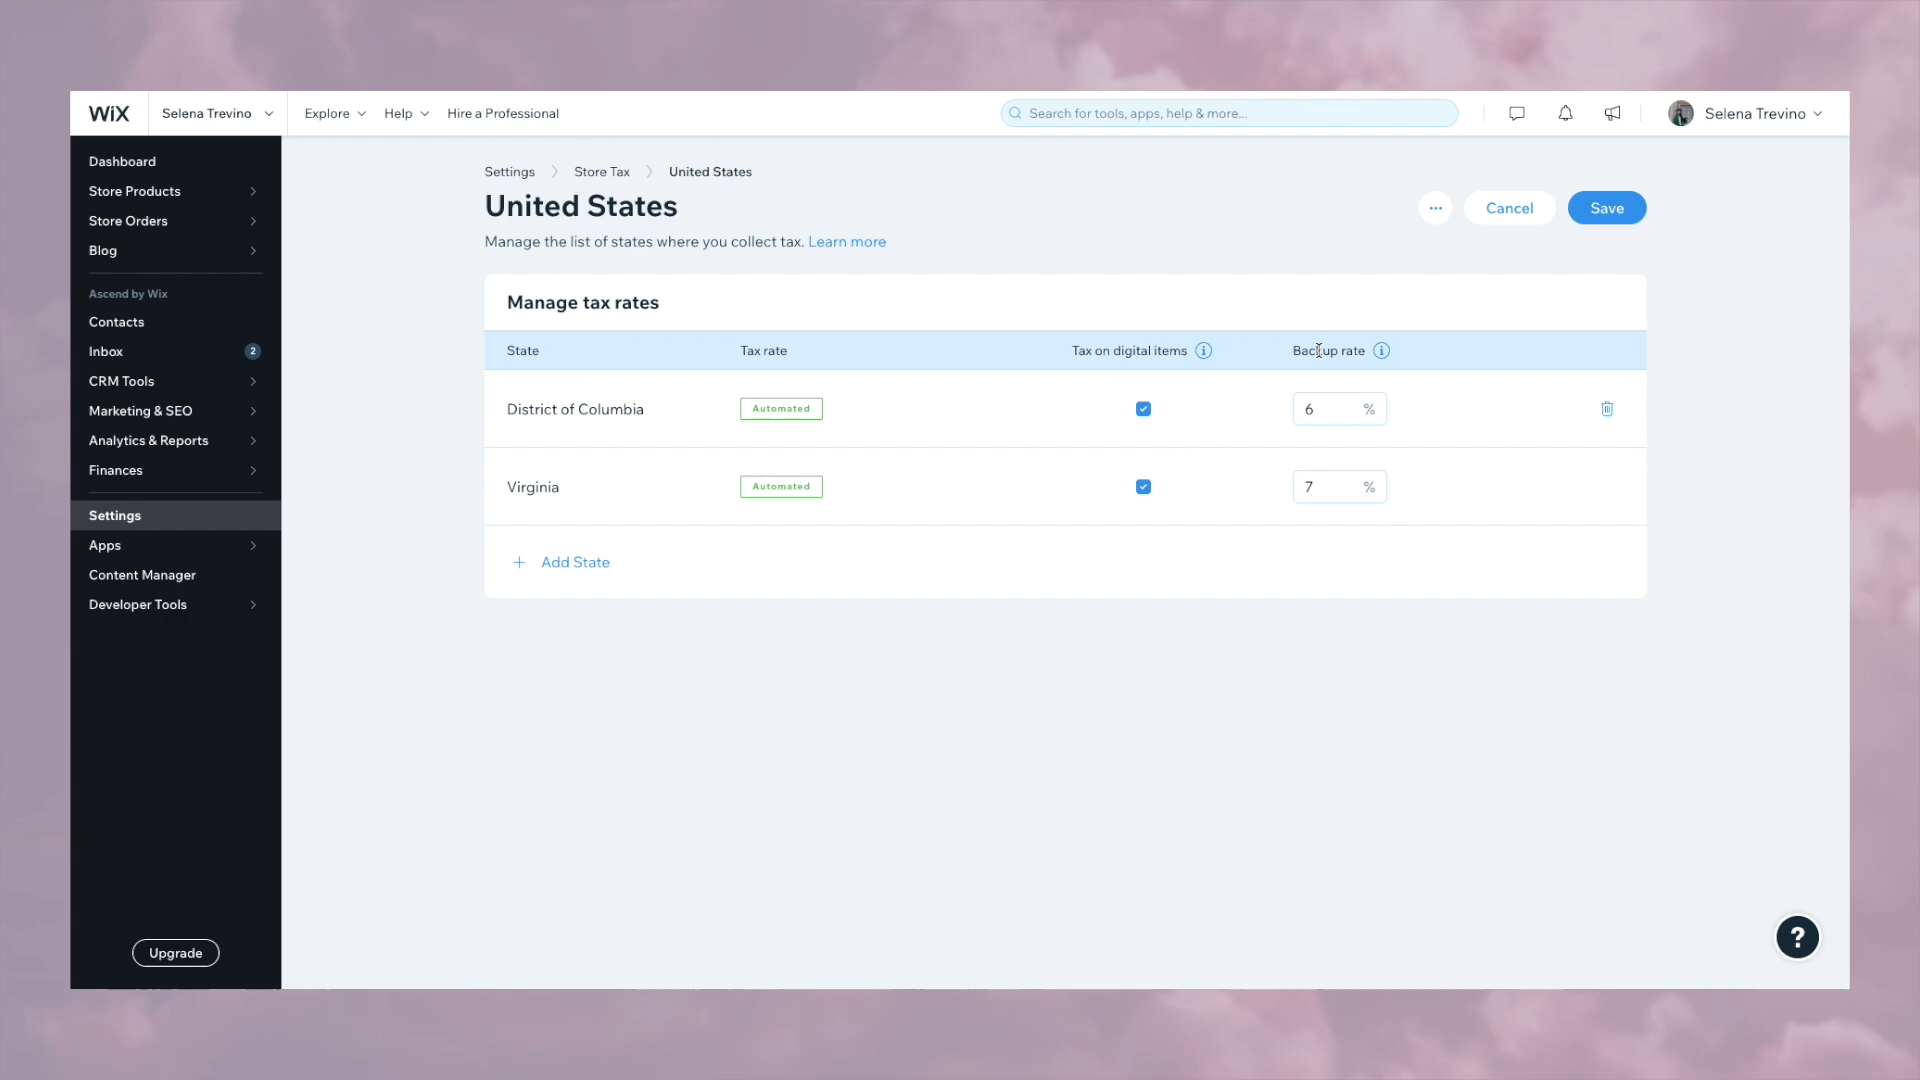 WiX
Selena Trevino
Explore
Help
Hire a Professional
Search for tools, apps, help & more...
Selena Trevino
Dashboard
Store Products
Store Orders
Blog
Ascend by Wix
Contacts
Inbox 2
CRM Tools
Marketing & SEO
Analytics & Reports
Finances
Settings
Apps
Content Manager
Developer Tools
Upgrade
Settings Store Tax United States
United States
... Cancel Save
Manage the list of states where you collect tax. Learn more
Manage tax rates
State Tax rate Tax on digital items i Backup rate i
District of Columbia Automated 6 %
Virginia Automated 7 %
+ Add State
?